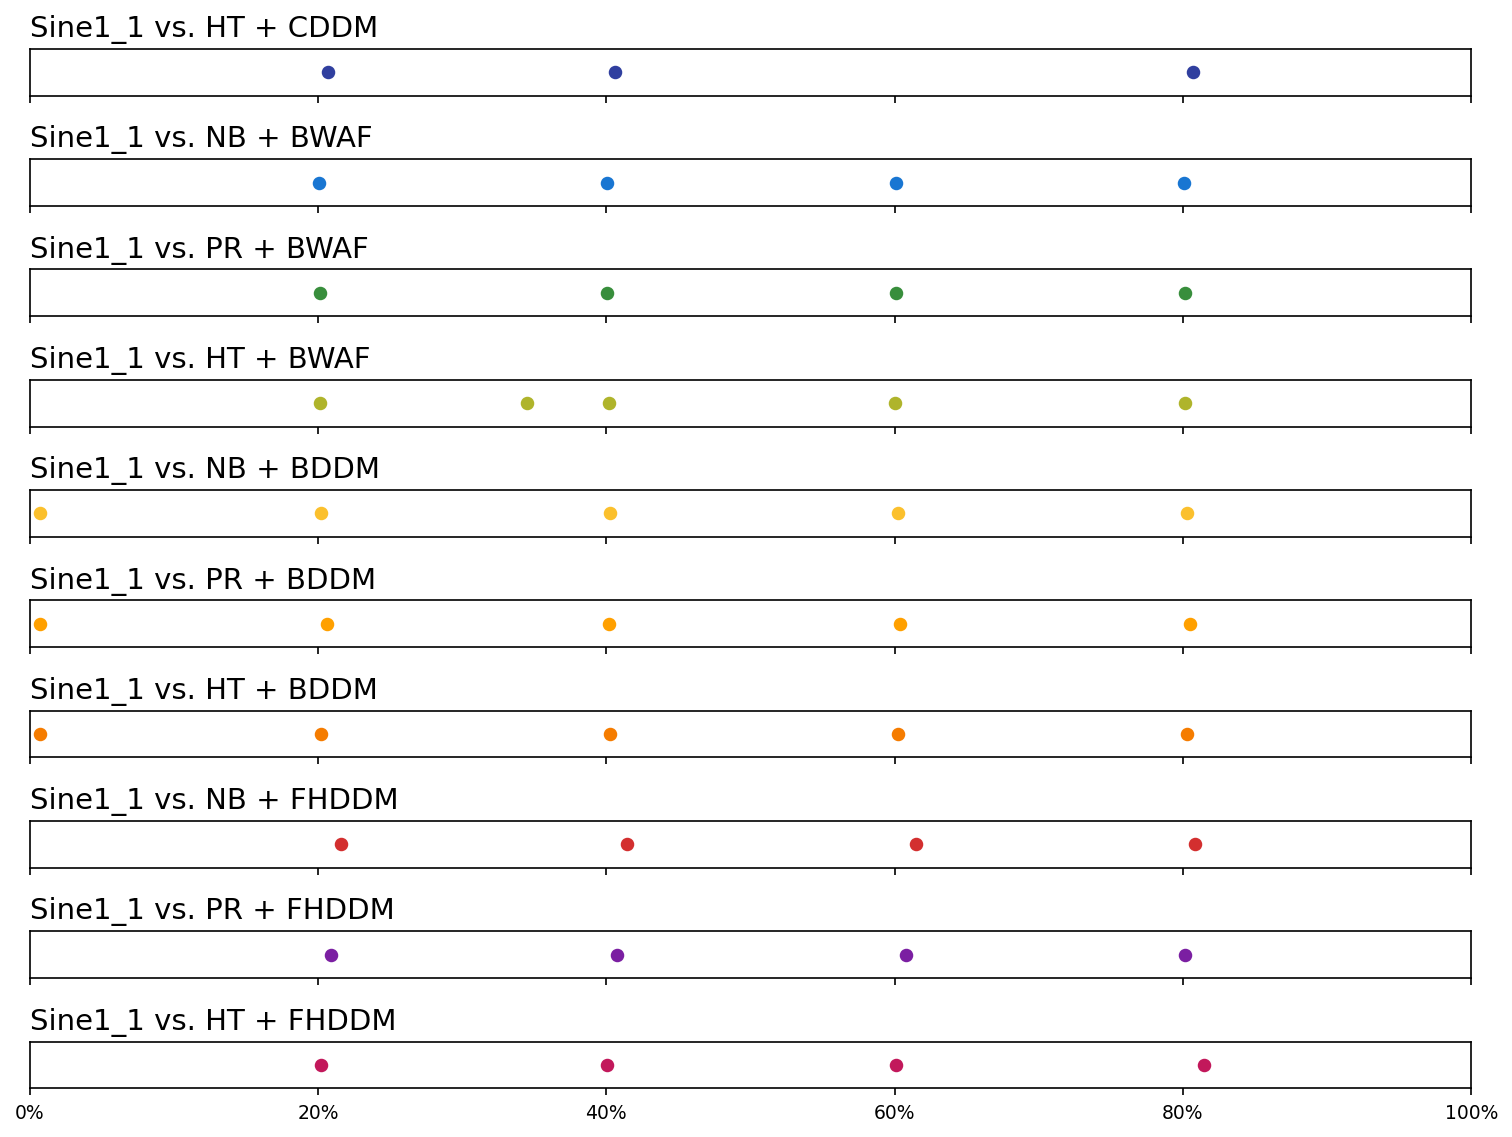 Sine1_1 vs. HT + CDDM
Sine1_1 vs. NB + BWAF
Sine1_1 vs. PR + BWAF
Sine1_1 vs. HT + BWAF
Sine1_1 vs. NB + BDDM
Sine1_1 vs. PR + BDDM
Sine1_1 vs. HT + BDDM
Sine1_1 vs. NB + FHDDM
Sine1_1 vs. PR + FHDDM
Sine1_1 vs. HT + FHDDM
0% 20% 40% 60% 80% 100%